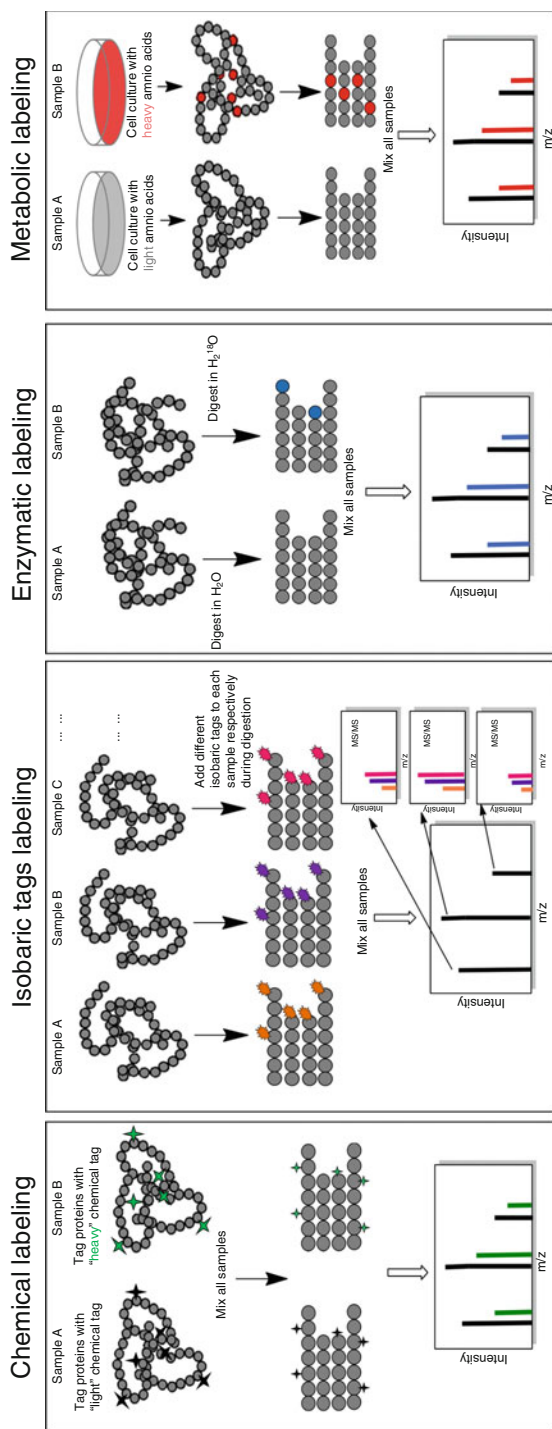 Chemical labeling
Sample A
Sample B
Tag proteins with
"light" chemical tag
Tag proteins with
"heavy" chemical tag
Mix all samples
Intensity
m/z
Isobaric tags labeling
Sample A
Sample B
Sample C
... ...
... ...
Add different
isobaric tags to each
sample respectively
during digestion
Mix all samples
Intensity
m/z
Intensity
MS/MS
m/z
Intensity
MS/MS
m/z
Intensity
MS/MS
m/z
Enzymatic labeling
Sample A
Sample B
Digest in H₂O
Digest in H₂¹⁸O
Mix all samples
Intensity
m/z
Metabolic labeling
Sample A
Sample B
Cell culture with
light amnio acids
Cell culture with
heavy amnio acids
Mix all samples
Intensity
m/z